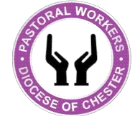 PASTORAL WORKERS
DIOCESE OF CHESTER